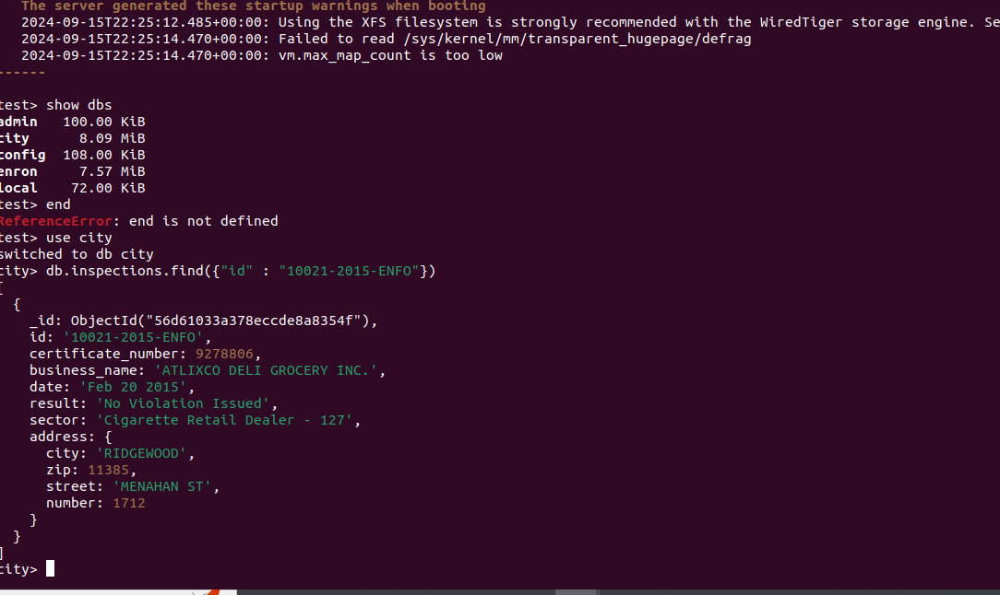 The server generated these startup warnings when booting
2024-09-15T22:25:12.485+00:00: Using the XFS filesystem is strongly recommended with the WiredTiger storage engine. Se
2024-09-15T22:25:14.470+00:00: Failed to read /sys/kernel/mm/transparent_hugepage/defrag
2024-09-15T22:25:14.470+00:00: vm.max_map_count is too low
------
test> show dbs
admin   100.00 KiB
city      8.09 MiB
config  108.00 KiB
enron     7.57 MiB
local    72.00 KiB
test> end
ReferenceError: end is not defined
test> use city
switched to db city
city> db.inspections.find({"id" : "10021-2015-ENFO"})
[
  {
    _id: ObjectId("56d61033a378eccde8a8354f"),
    id: '10021-2015-ENFO',
    certificate_number: 9278806,
    business_name: 'ATLIXCO DELI GROCERY INC.',
    date: 'Feb 20 2015',
    result: 'No Violation Issued',
    sector: 'Cigarette Retail Dealer - 127',
    address: {
      city: 'RIDGEWOOD',
      zip: 11385,
      street: 'MENAHAN ST',
      number: 1712
    }
  }
]
city>